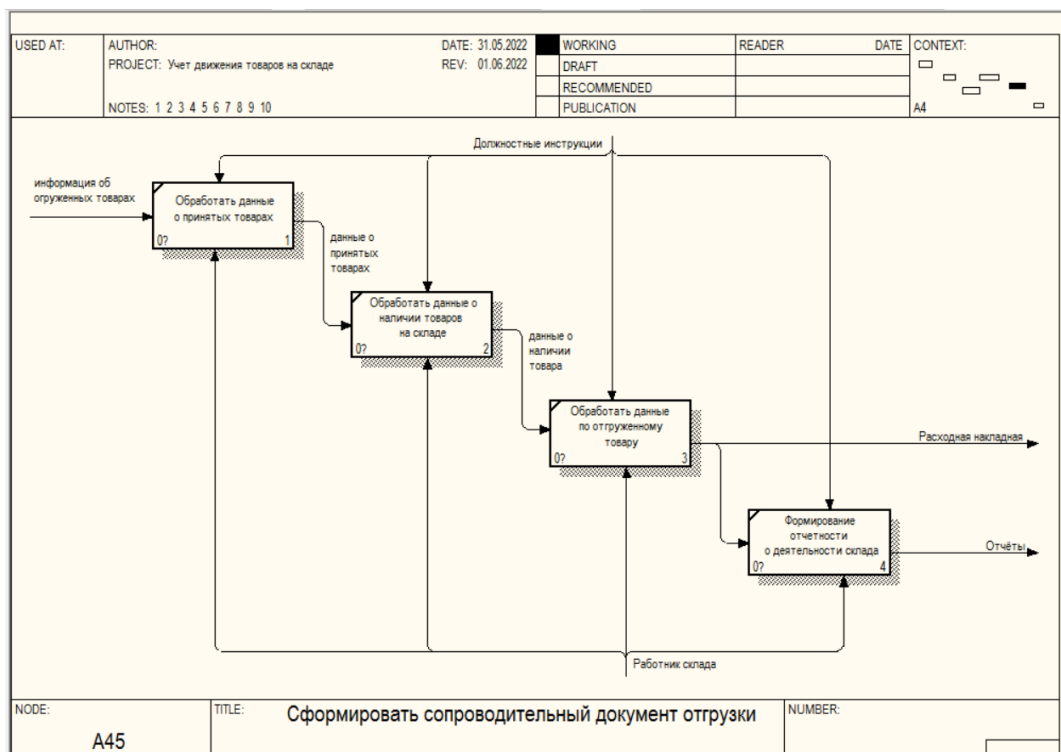 USED AT:
AUTHOR:
DATE: 31.05.2022
PROJECT: Учет движения товаров на складе
REV: 01.06.2022
NOTES: 1 2 3 4 5 6 7 8 9 10
WORKING
DRAFT
RECOMMENDED
PUBLICATION
READER
DATE
CONTEXT:
A4
Должностные инструкции
информация об
огруженных товарах
Обработать данные
о принятых товарах
0? 1
данные о
принятых
товарах
Обработать данные о
наличии товаров
на складе
0? 2
данные о
наличии
товара
Обработать данные
по отгруженному
товару
0? 3
Расходная накладная
Формирование
отчетности
о деятельности склада
0? 4
Отчёты
Работник склада
NODE:
A45
TITLE:
Сформировать сопроводительный документ отгрузки
NUMBER: